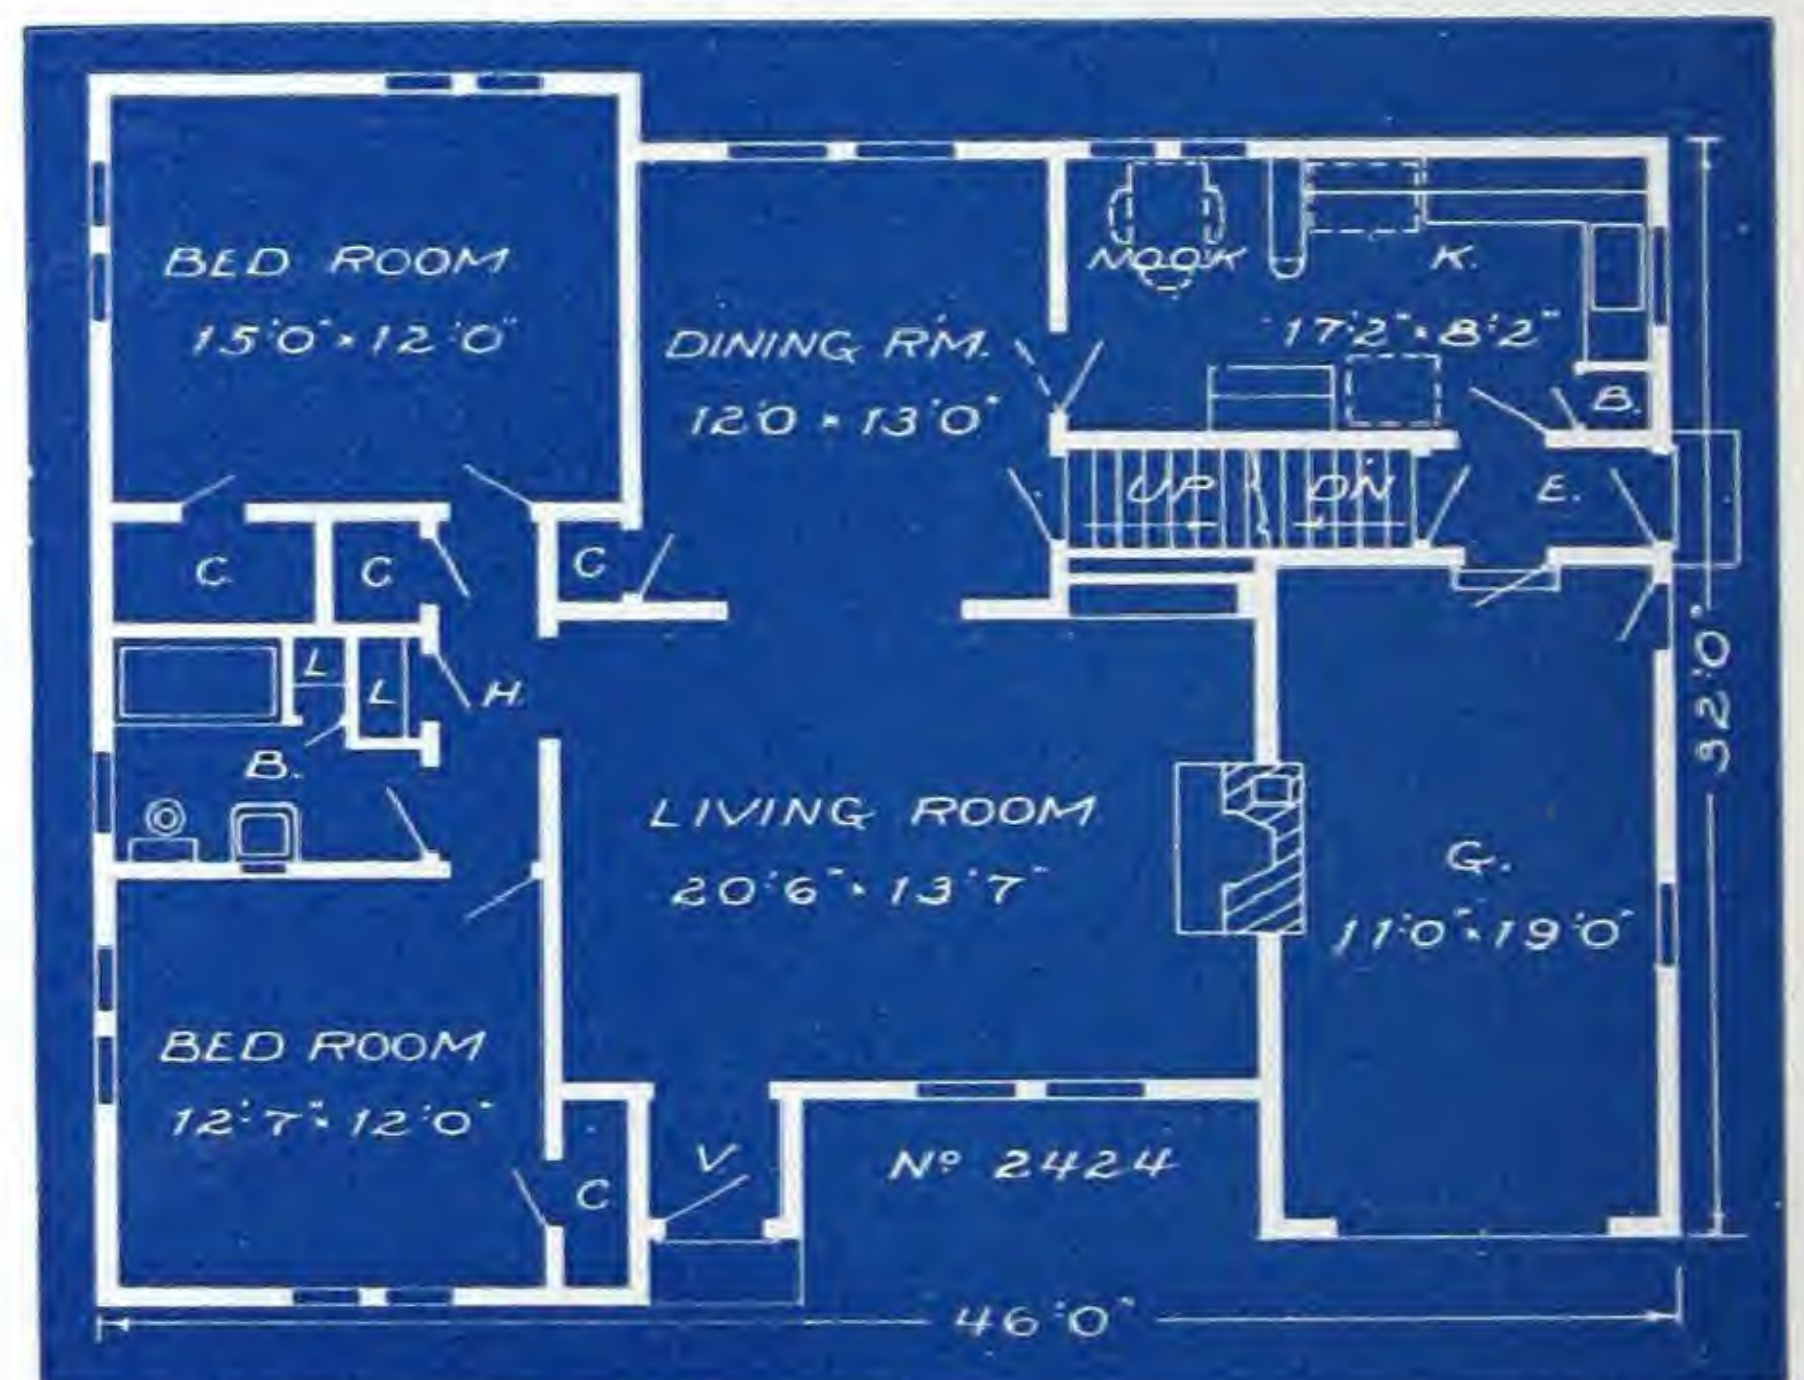 BED ROOM
15'0" × 12'0"
DINING RM.
12'0 × 13'0"
NOOK
K.
17'2" × 8'2"
B.
UP
DN
E.
C.
C.
C.
L
L
H.
B.
LIVING ROOM
20'6" × 13'7"
G.
11'0" × 19'0"
32'0"
BED ROOM
12'7" × 12'0"
C
V
Nº 2424
46'0"